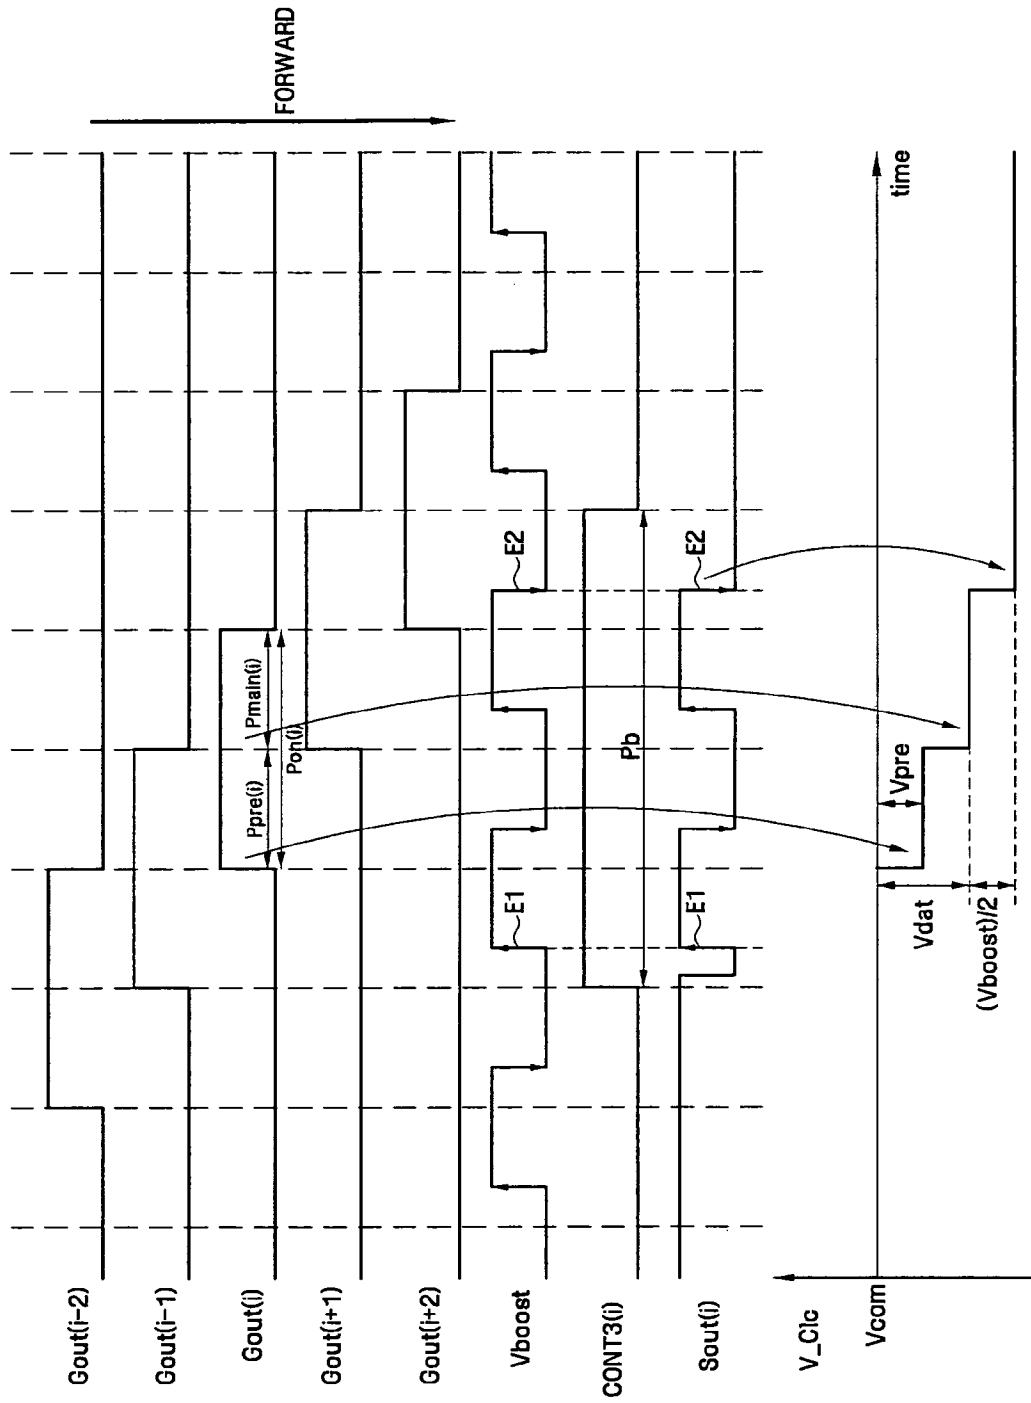 FORWARD
Gout(i-2)
Gout(i-1)
Gout(i)
Ppre(i)
Pmain(i)
Pon(i)
Gout(i+1)
Gout(i+2)
Vboost
E1
E2
CONT3(i)
Pb
Sout(i)
E1
E2
V_Clc
Vcom
time
Vpre
Vdat
(Vboost)/2